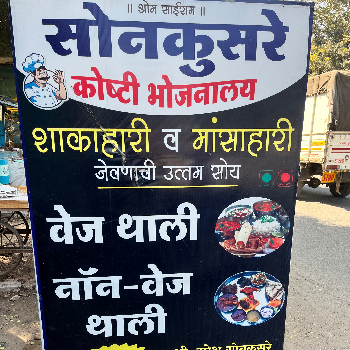 ॥ ओम साईराम ॥
सोनकुसरे
कोष्टी भोजनालय
शाकाहारी व मांसाहारी
जेवणाची उत्तम सोय
वेज थाली
नॉन-वेज
थाली